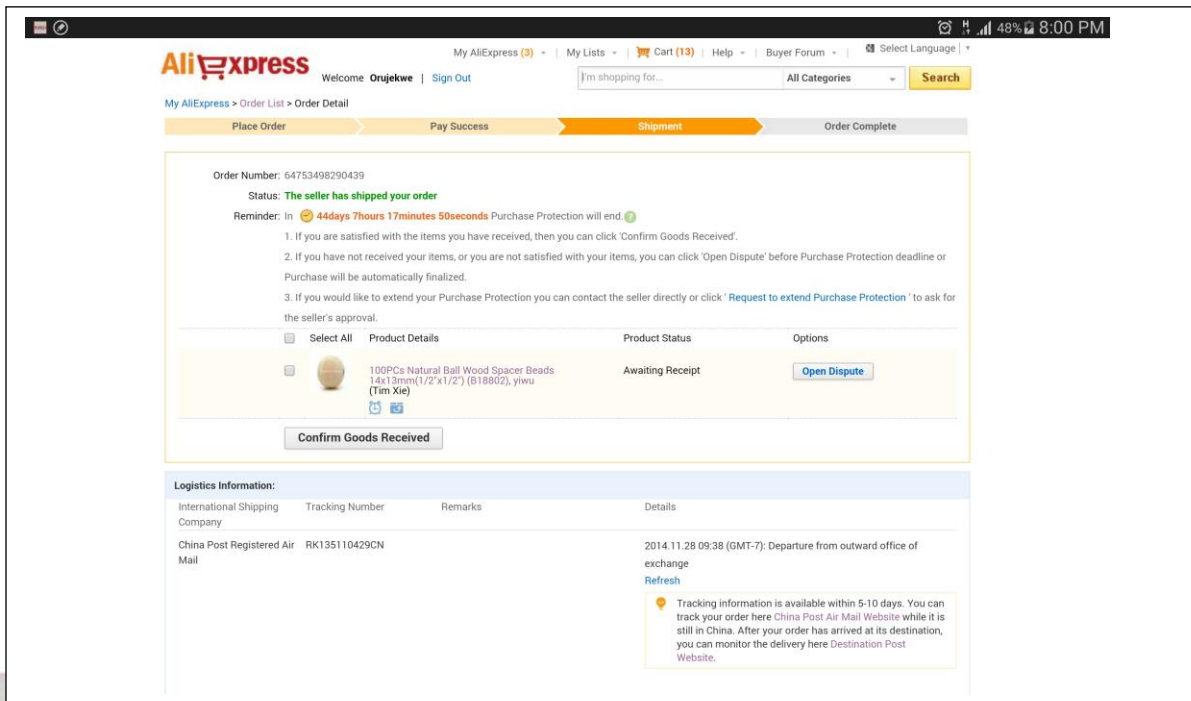 48% 8:00 PM
AliExpress
My AliExpress (3) | My Lists | Cart (13) | Help | Buyer Forum | Select Language
Welcome Orujekwe | Sign Out
I'm shopping for... All Categories Search
My AliExpress > Order List > Order Detail
Place Order Pay Success Shipment Order Complete
Order Number: 64753498290439
Status: The seller has shipped your order
Reminder: In 44days 7hours 17minutes 50seconds Purchase Protection will end.
1. If you are satisfied with the items you have received, then you can click 'Confirm Goods Received'.
2. If you have not received your items, or you are not satisfied with your items, you can click 'Open Dispute' before Purchase Protection deadline or
Purchase will be automatically finalized.
3. If you would like to extend your Purchase Protection you can contact the seller directly or click ' Request to extend Purchase Protection ' to ask for
the seller's approval.
Select All Product Details Product Status Options
100PCs Natural Ball Wood Spacer Beads
14x13mm(1/2"x1/2") (B18802), yiwu
(Tim Xie)
Awaiting Receipt
Open Dispute
Confirm Goods Received
Logistics Information:
International Shipping
Company
Tracking Number Remarks Details
China Post Registered Air
Mail
RK135110429CN
2014.11.28 09:38 (GMT-7): Departure from outward office of
exchange
Refresh
Tracking information is available within 5-10 days. You can
track your order here China Post Air Mail Website while it is
still in China. After your order has arrived at its destination,
you can monitor the delivery here Destination Post
Website.